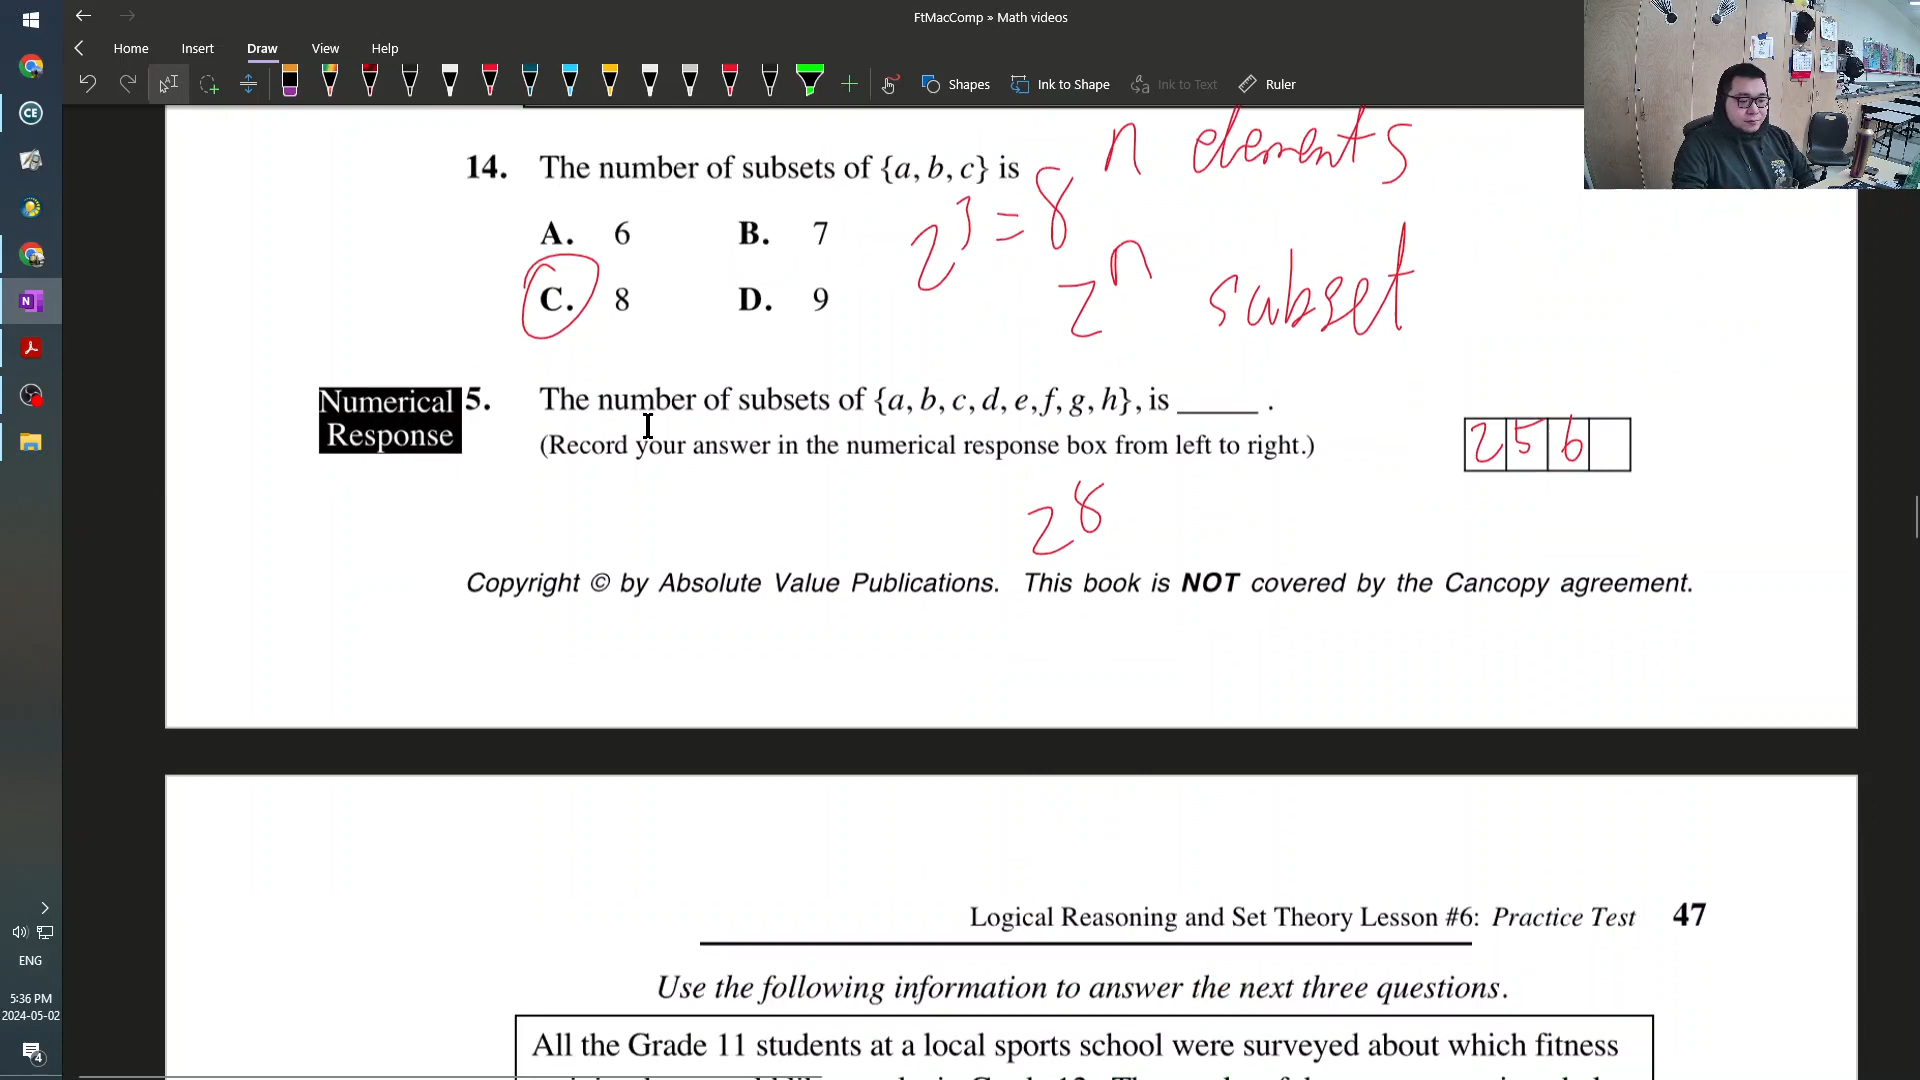 FtMacComp » Math videos
Home Insert Draw View Help
Shapes Ink to Shape Ink to Text Ruler
n elements
14. The number of subsets of {a, b, c} is
2³ = 8
A. 6 B. 7
2ⁿ subset
C. 8 D. 9
Numerical Response
5. The number of subsets of {a, b, c, d, e, f, g, h}, is _____ .
(Record your answer in the numerical response box from left to right.)
2 5 6
2⁸
Copyright © by Absolute Value Publications. This book is NOT covered by the Cancopy agreement.
Logical Reasoning and Set Theory Lesson #6: Practice Test 47
Use the following information to answer the next three questions.
All the Grade 11 students at a local sports school were surveyed about which fitness
CE
N
ENG
5:36 PM
2024-05-02
4